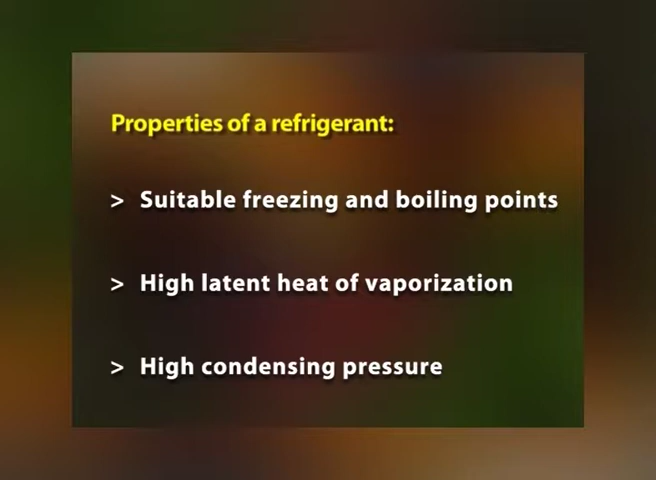 Properties of a refrigerant:
> Suitable freezing and boiling points
> High latent heat of vaporization
> High condensing pressure